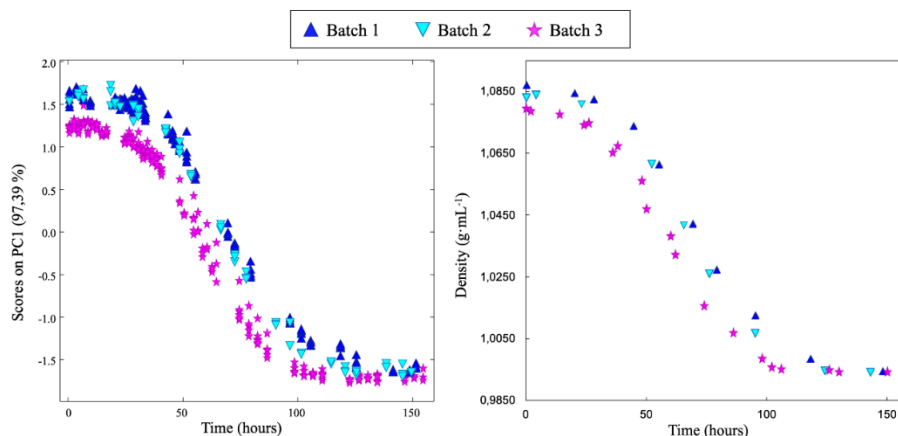 Batch 1 Batch 2 Batch 3
2.0
1.5
1.0
0.5
0.0
-0.5
-1.0
-1.5
Scores on PC1 (97,39 %)
0 50 100 150
Time (hours)
1,0850
1,0650
1,0450
1,0250
1,0050
0,9850
Density (g·mL⁻¹)
0 50 100 150
Time (hours)